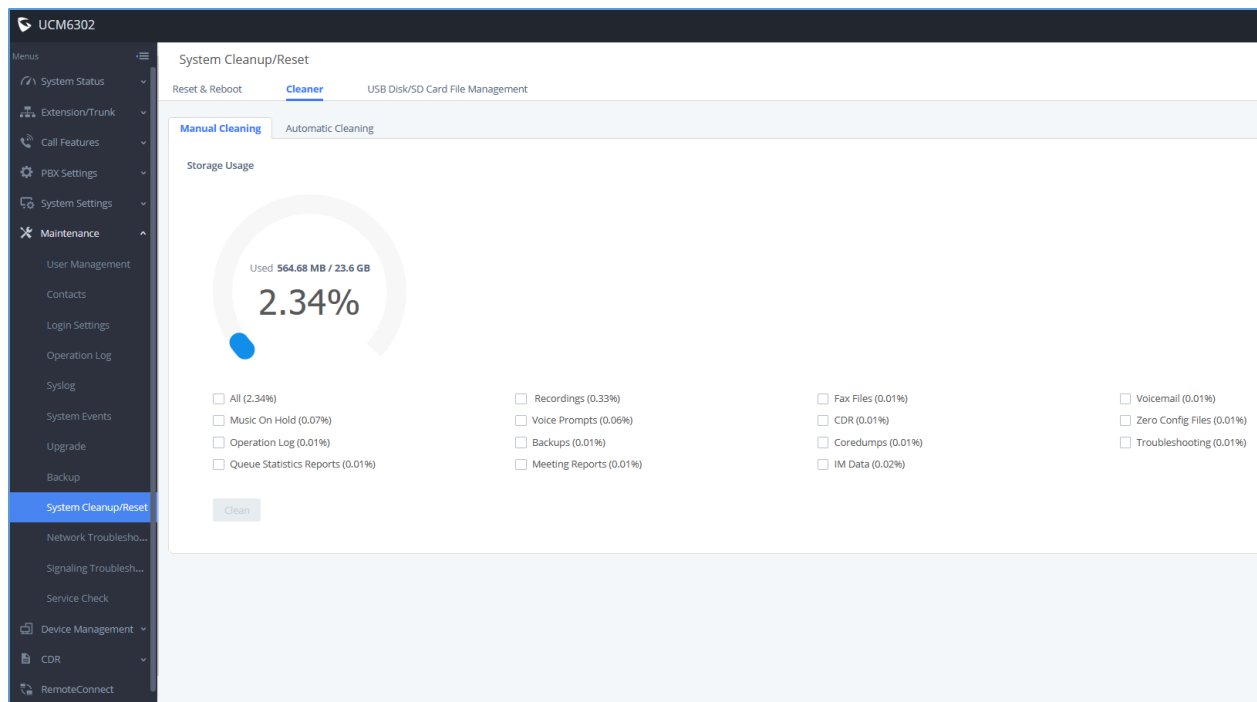 UCM6302
Menus
System Status
Extension/Trunk
Call Features
PBX Settings
System Settings
Maintenance
User Management
Contacts
Login Settings
Operation Log
Syslog
System Events
Upgrade
Backup
System Cleanup/Reset
Network Troublesho...
Signaling Troublesh...
Service Check
Device Management
CDR
RemoteConnect
System Cleanup/Reset
Reset & Reboot Cleaner USB Disk/SD Card File Management
Manual Cleaning Automatic Cleaning
Storage Usage
Used 564.68 MB / 23.6 GB
2.34%
All (2.34%) Recordings (0.33%) Fax Files (0.01%) Voicemail (0.01%)
Music On Hold (0.07%) Voice Prompts (0.06%) CDR (0.01%) Zero Config Files (0.01%)
Operation Log (0.01%) Backups (0.01%) Coredumps (0.01%) Troubleshooting (0.01%)
Queue Statistics Reports (0.01%) Meeting Reports (0.01%) IM Data (0.02%)
Clean